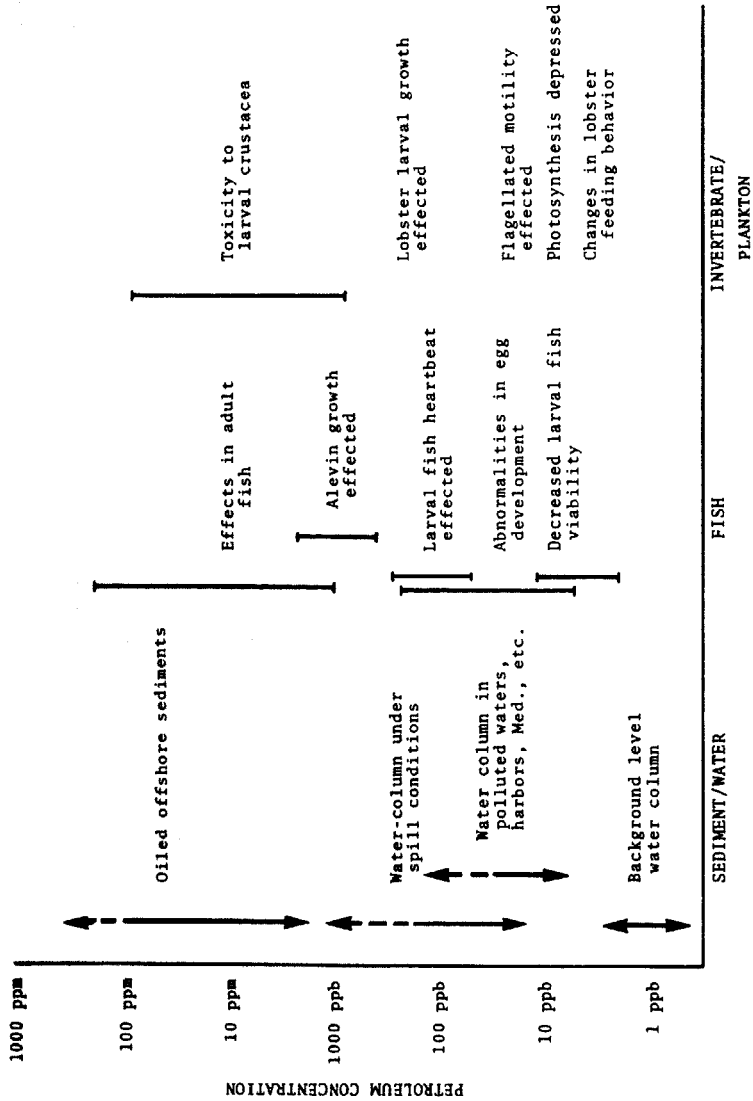 PETROLEUM CONCENTRATION
1000 ppm
100 ppm
10 ppm
1000 ppb
100 ppb
10 ppb
1 ppb
Oiled offshore sediments
Water-column under
spill conditions
Water column in
polluted waters,
harbors, Med., etc.
Background level
water column
SEDIMENT/WATER
Effects in adult
fish
Alevin growth
effected
Larval fish heartbeat
effected
Abnormalities in egg
development
Decreased larval fish
viability
FISH
Toxicity to
larval crustacea
Lobster larval growth
effected
Flagellated motility
effected
Photosynthesis depressed
Changes in lobster
feeding behavior
INVERTEBRATE/
PLANKTON